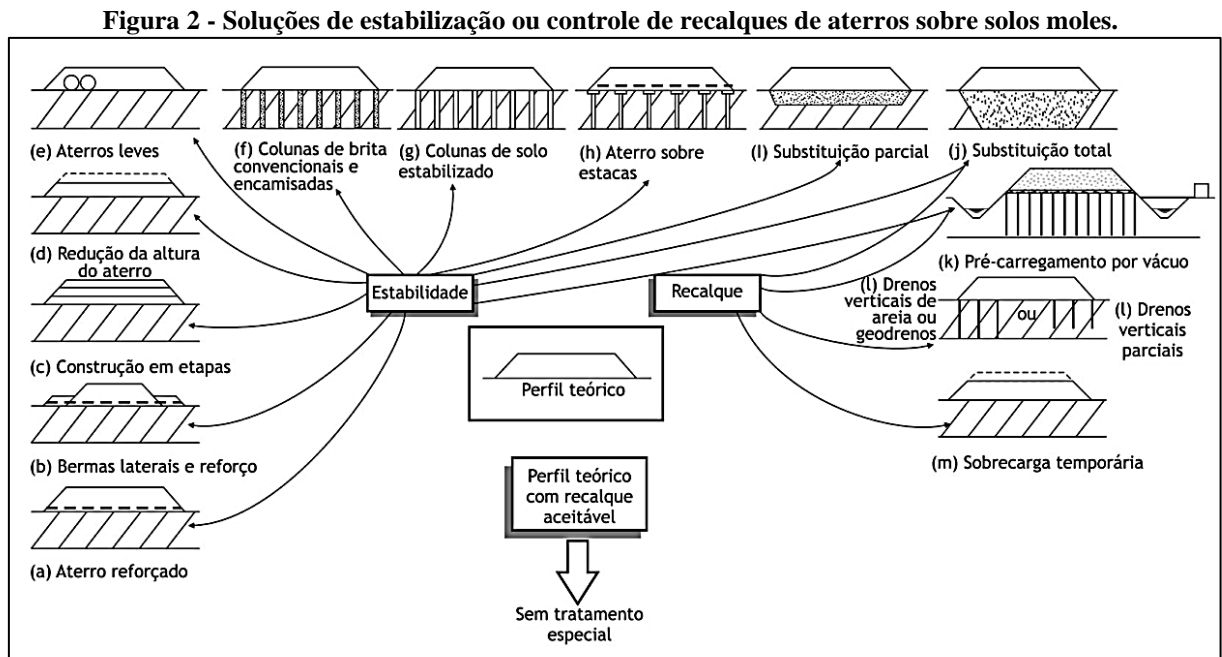 Figura 2 - Soluções de estabilização ou controle de recalques de aterros sobre solos moles.
(e) Aterros leves
(f) Colunas de brita
convencionais e
encamisadas
(g) Colunas de solo
estabilizado
(h) Aterro sobre
estacas
(I) Substituição parcial
(j) Substituição total
(d) Redução da altura
do aterro
(k) Pré-carregamento por vácuo
Estabilidade
Recalque
(l) Drenos
verticais de
areia ou
geodrenos
ou
(l) Drenos
verticais
parciais
(c) Construção em etapas
Perfil teórico
(b) Bermas laterais e reforço
(m) Sobrecarga temporária
Perfil teórico
com recalque
aceitável
(a) Aterro reforçado
Sem tratamento
especial